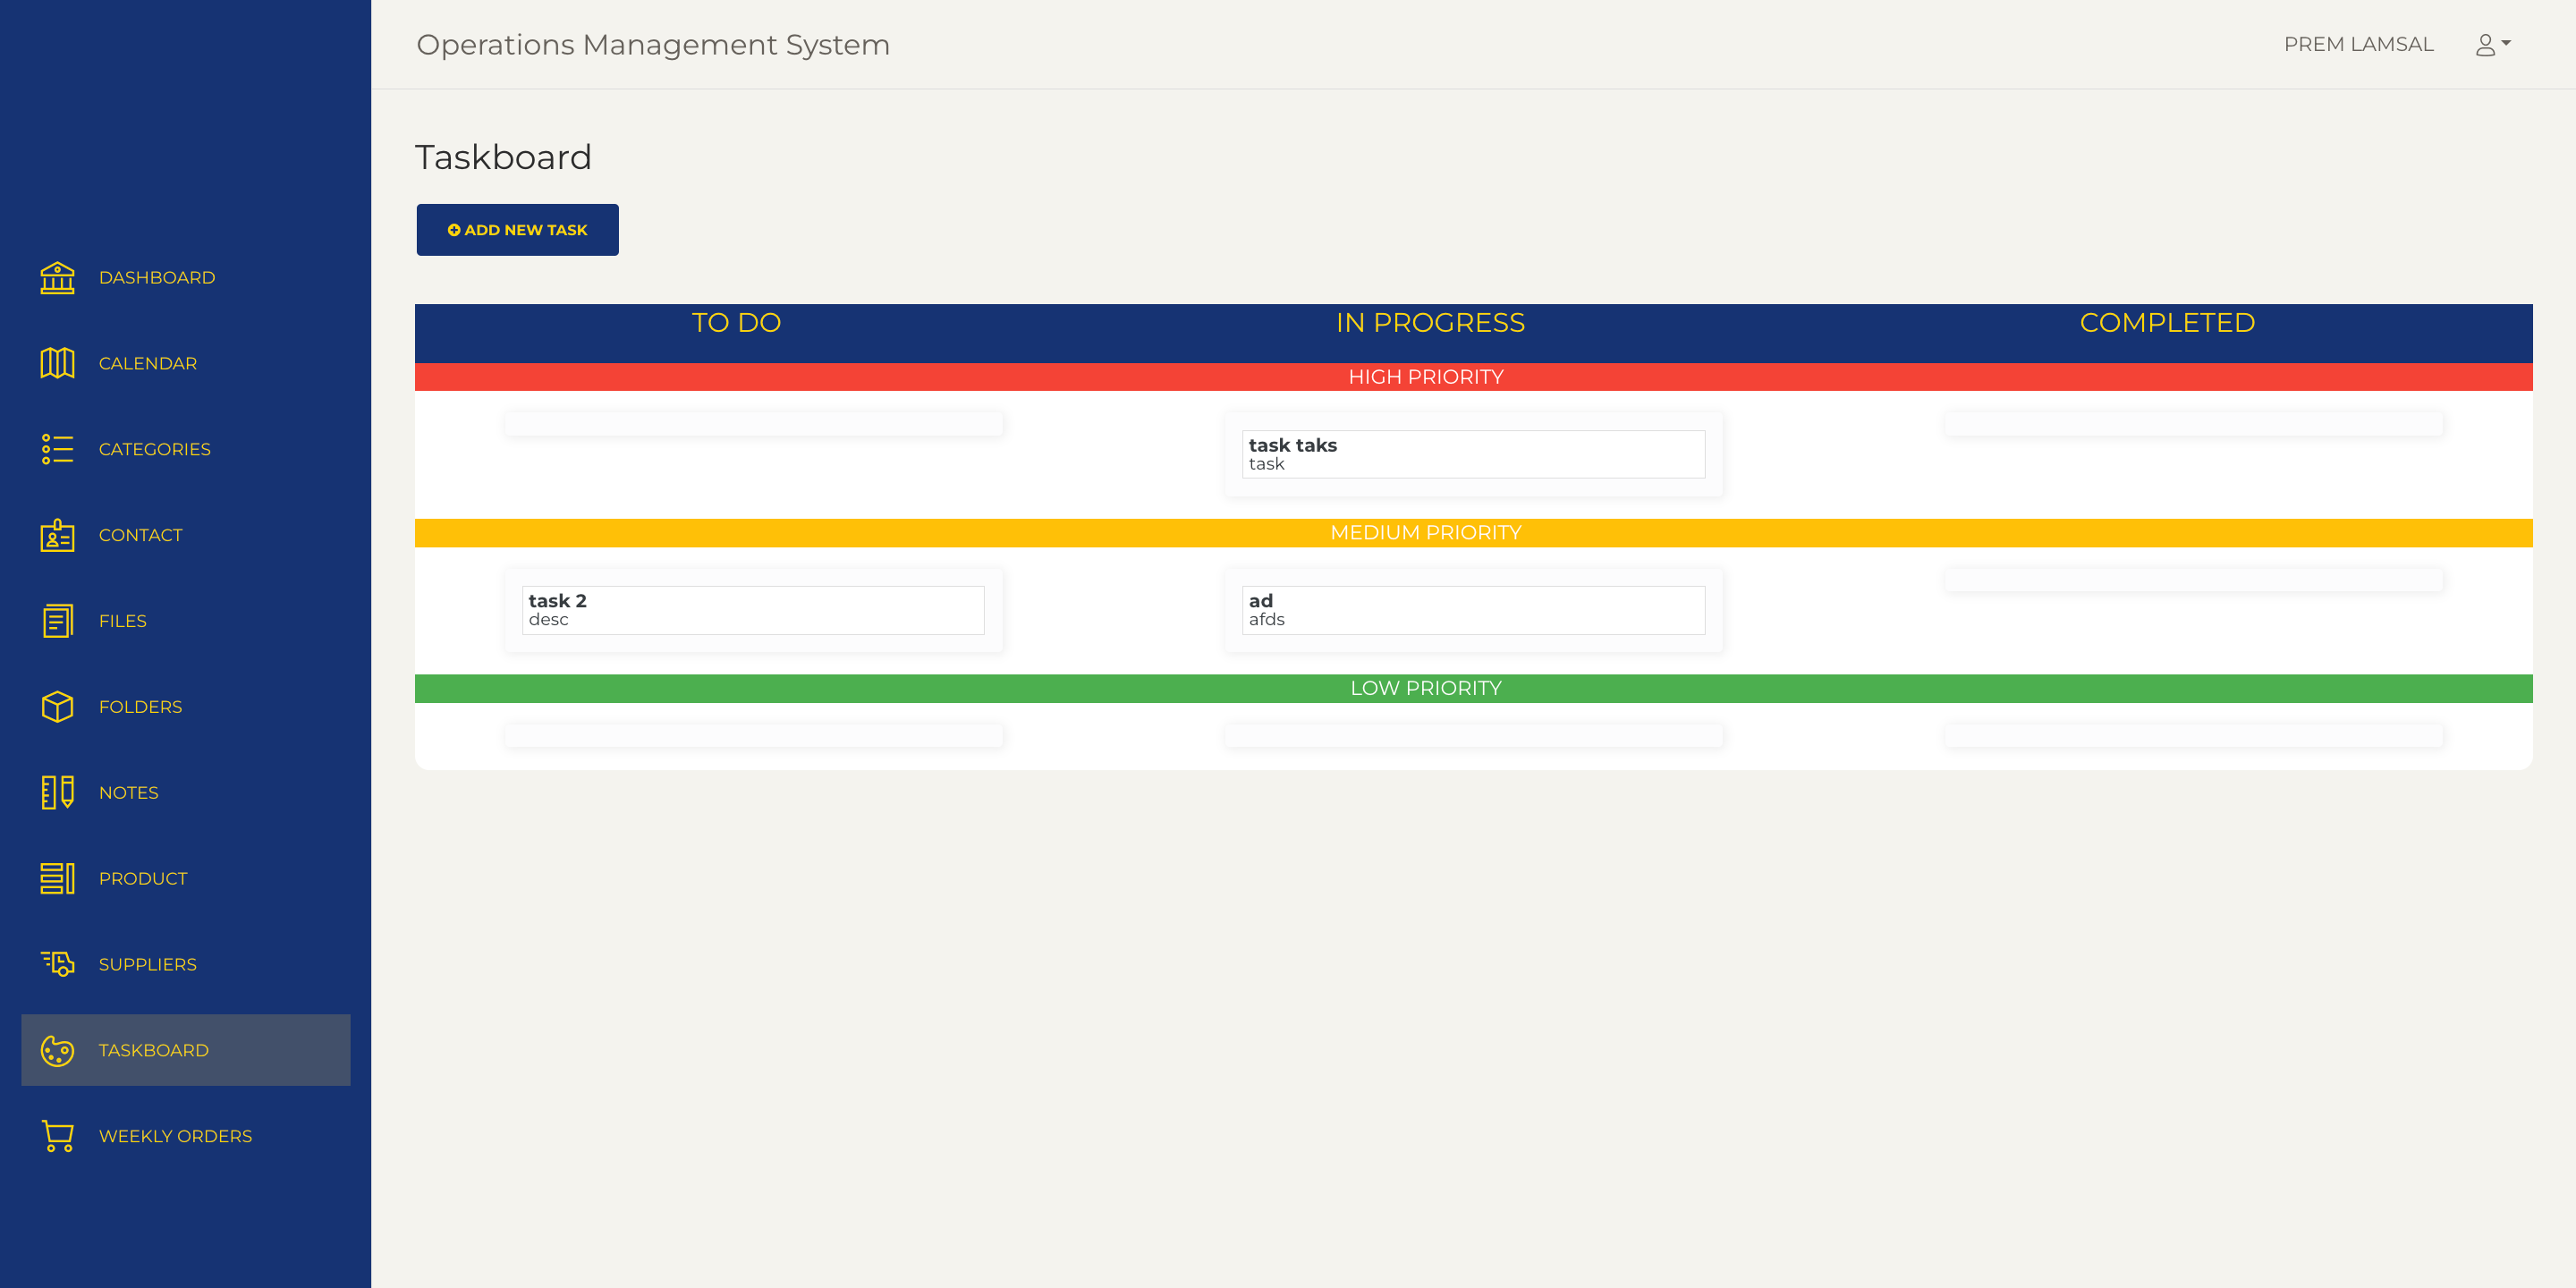 Operations Management System
PREM LAMSAL
DASHBOARD
CALENDAR
CATEGORIES
CONTACT
FILES
FOLDERS
NOTES
PRODUCT
SUPPLIERS
TASKBOARD
WEEKLY ORDERS
Taskboard
ADD NEW TASK
TO DO
IN PROGRESS
COMPLETED
HIGH PRIORITY
task taks
task
MEDIUM PRIORITY
task 2
desc
ad
afds
LOW PRIORITY